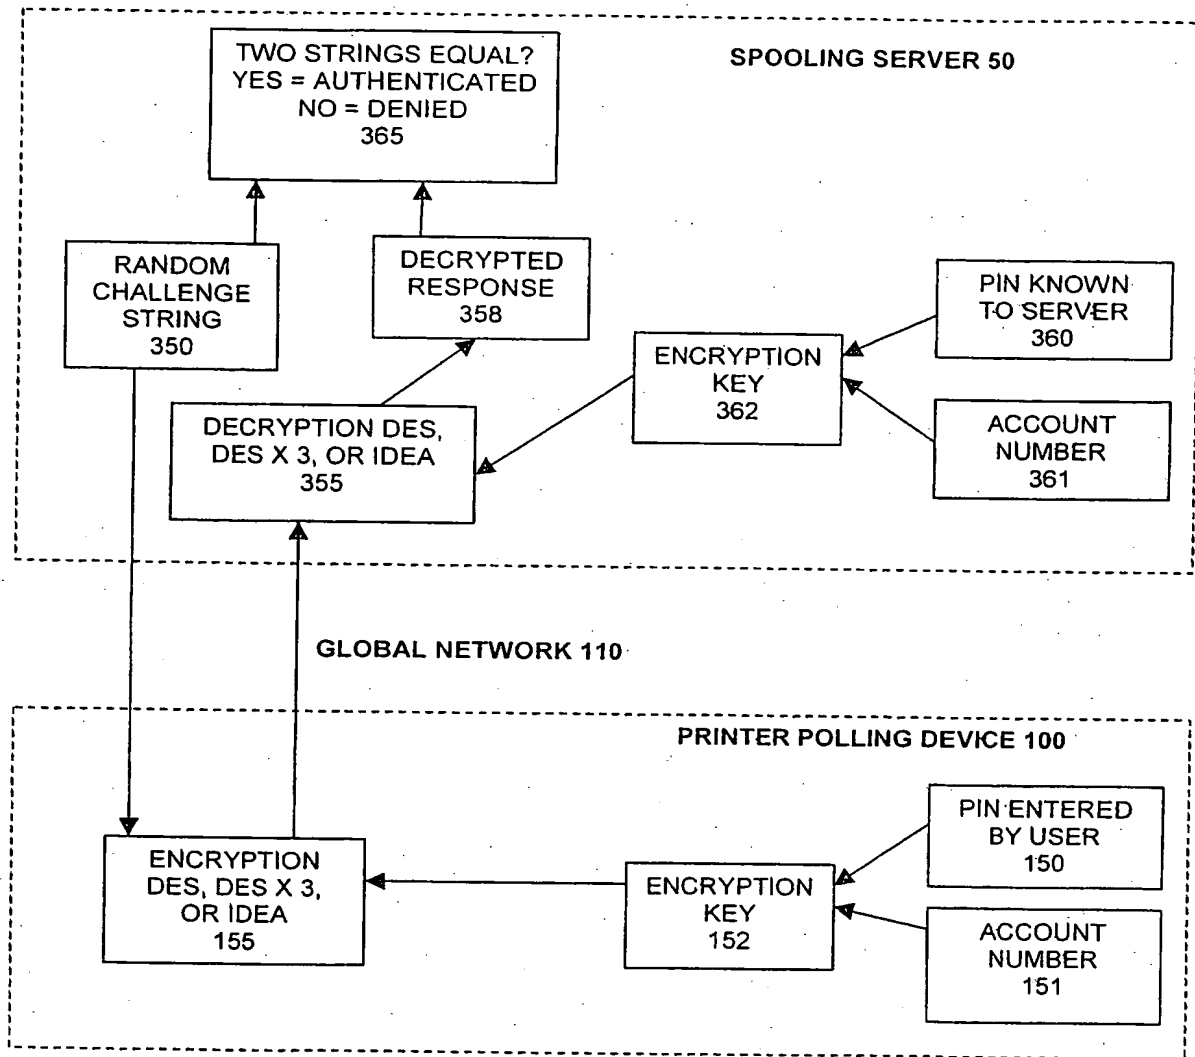 TWO STRINGS EQUAL?
YES = AUTHENTICATED
NO = DENIED
365
SPOOLING SERVER 50
RANDOM
CHALLENGE
STRING
350
DECRYPTED
RESPONSE
358
PIN KNOWN
TO SERVER
360
ENCRYPTION
KEY
362
ACCOUNT
NUMBER
361
DECRYPTION DES,
DES X 3, OR IDEA
355
GLOBAL NETWORK 110
PRINTER POLLING DEVICE 100
PIN ENTERED
BY USER
150
ENCRYPTION
DES, DES X 3,
OR IDEA
155
ENCRYPTION
KEY
152
ACCOUNT
NUMBER
151